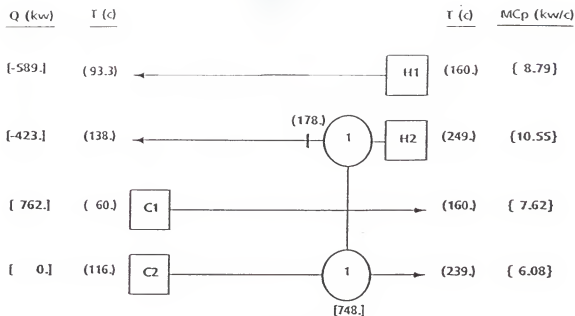 Q (kw) T (c) T (c) MCp (kw/c)
[-589.] (93.3) H1 (160.) { 8.79}
(178.)
[-423.] (138.) 1 H2 (249.) {10.55}
[ 762.] ( 60.) C1 (160.) { 7.62}
[ 0.] (116.) C2 1 (239.) { 6.08}
[748.]